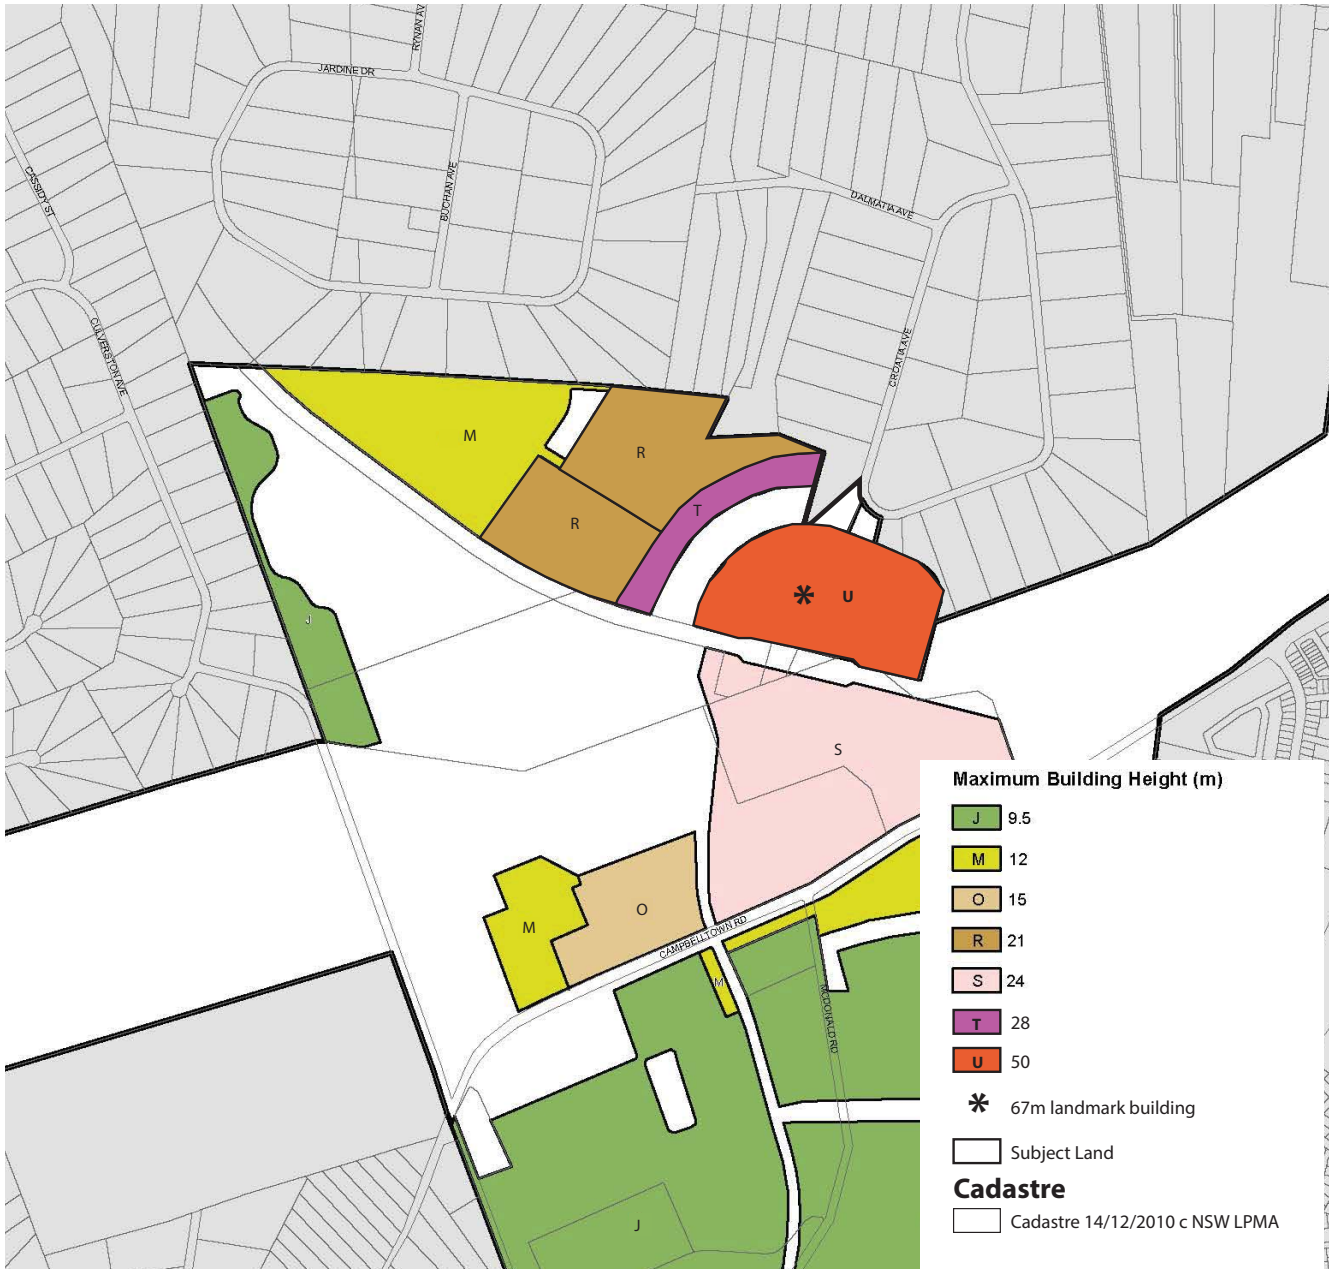 RYNAN AV
JARDINE DR
BUCHAN AVE
CASSIDY ST
DALMATIA AVE
CULVERSTON AVE
CROATIA AVE
M
R
R
T
* U
J
S
M
O
CAMPBELLTOWN RD
M
MCDONALD RD
J
Maximum Building Height (m)
J 9.5
M 12
O 15
R 21
S 24
T 28
U 50
* 67m landmark building
Subject Land
Cadastre
Cadastre 14/12/2010 c NSW LPMA